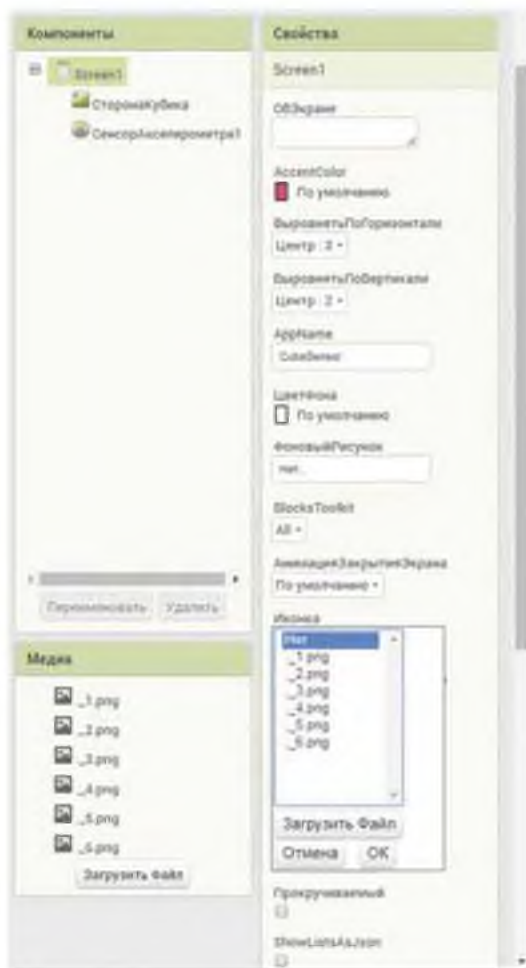 Компоненты
Screen1
СторонаКубика
СенсорАкселерометра1
Переименовать Удалить
Медиа
_1.png
_2.png
_3.png
_4.png
_5.png
_6.png
Загрузить Файл
Свойства
Screen1
ОбЭкране
AccentColor
По умолчанию
ВыровнятьПоГоризонтали
Центр : 3
ВыровнятьПоВертикали
Центр : 2
AppName
ЦветФона
По умолчанию
ФоновыйРисунок
Нет...
BlocksToolkit
All
АнимацияЗакрытияЭкрана
По умолчанию
Иконка
Нет
_1.png
_2.png
_3.png
_4.png
_5.png
_6.png
Загрузить Файл
Отмена OK
Прокручиваемый
ShowListsAsJson